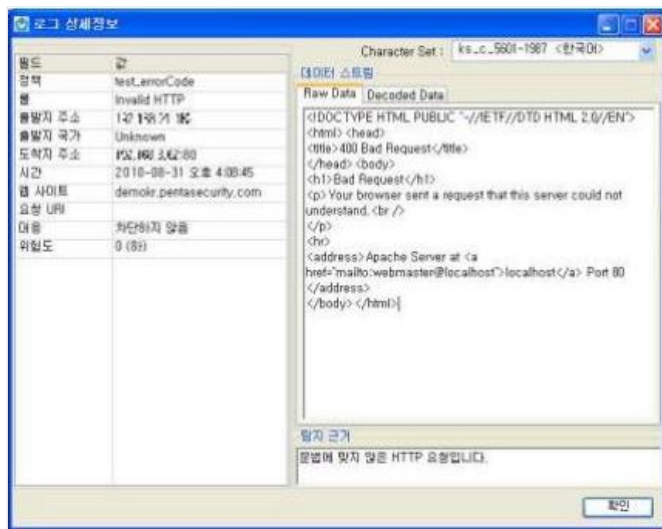 로그 상세정보
필드 값
정책 test_errorCode
룰 Invalid HTTP
출발지 주소
출발지 국가 Unknown
도착지 주소
시간 2010-08-31 오후 4:08:45
웹 사이트 demokr.pentasecurity.com
요청 URI
대응 차단하지 않음
위험도 0 (하)
Character Set : ks_c_5601-1987 <한국어>
데이터 스트림
Raw Data Decoded Data
<!DOCTYPE HTML PUBLIC "-//IETF//DTD HTML 2.0//EN">
<html> <head>
<title>400 Bad Request</title>
</head> <body>
<h1>Bad Request</h1>
<p>Your browser sent a request that this server could not
understand.<br />
</p>
<hr>
<address>Apache Server at <a
href="mailto:webmaster@localhost">localhost</a> Port 80
</address>
</body> </html>
탐지 근거
문법에 맞지 않은 HTTP 요청입니다.
확인